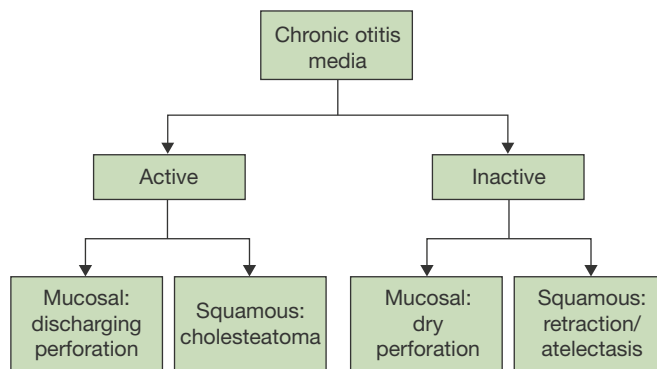 Chronic otitis
media
Active
Inactive
Mucosal:
discharging
perforation
Squamous:
cholesteatoma
Mucosal:
dry
perforation
Squamous:
retraction/
atelectasis